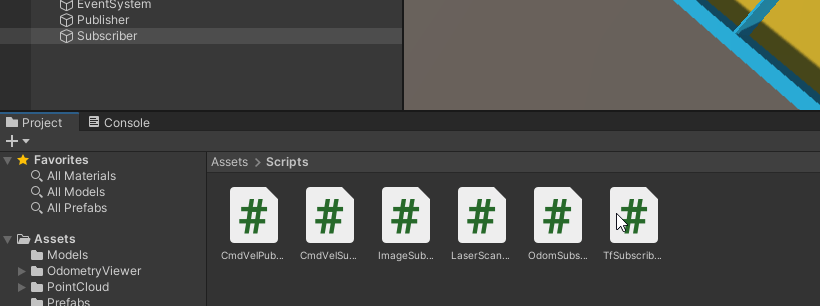 EventSystem
Publisher
Subscriber
Project
Console
Favorites
All Materials
All Models
All Prefabs
Assets
Models
OdometryViewer
PointCloud
Prefabs
Assets > Scripts
CmdVelPub...
CmdVelSu...
ImageSub...
LaserScan...
OdomSubs...
TfSubscrib...